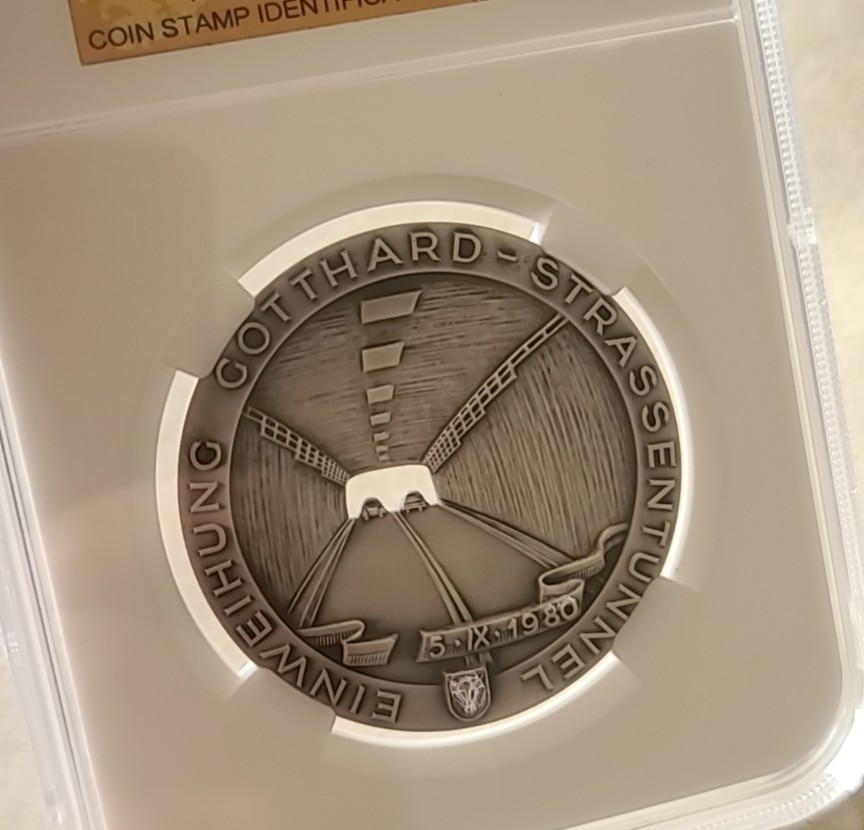 COIN STAMP IDENTIFICA
EINWEIHUNG GOTTHARD-STRASSENTUNNEL
5·IX·1980